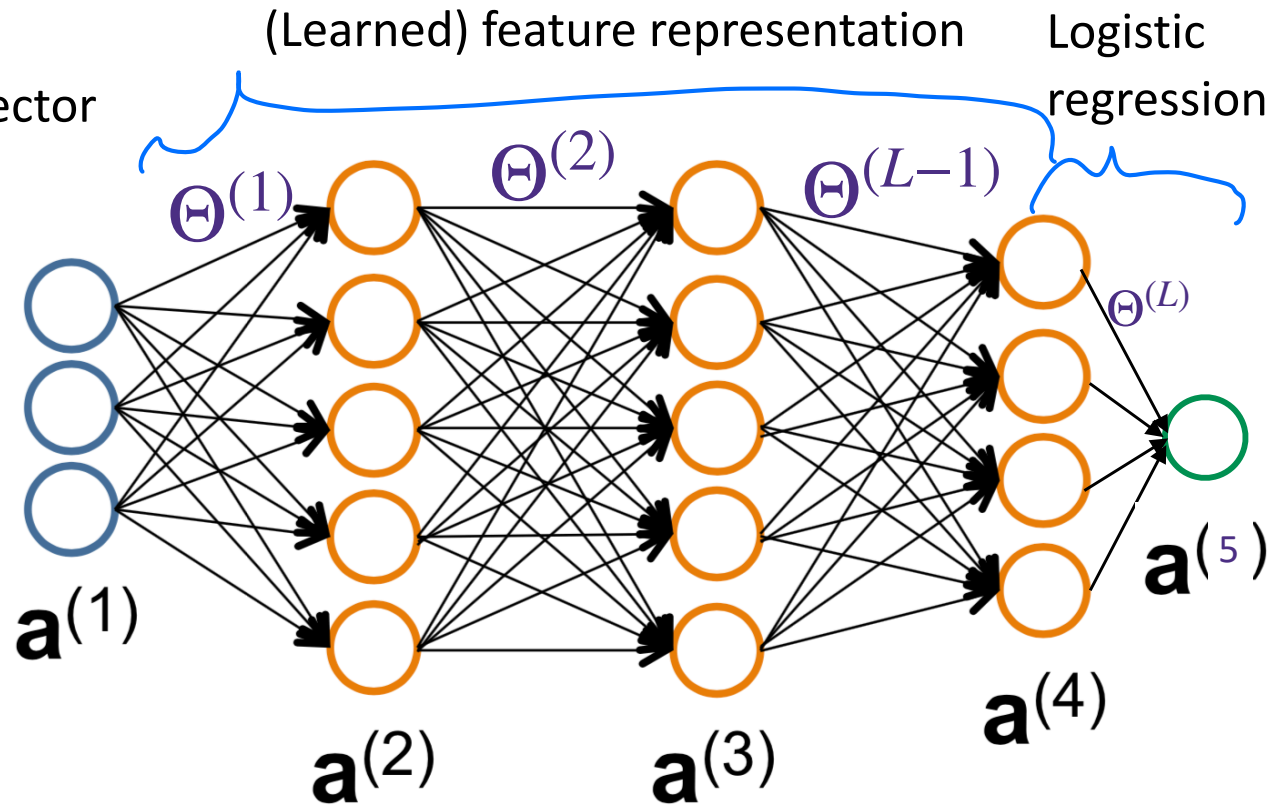 (Learned) feature representation
Logistic
regression
ector
Θ(1)
Θ(2)
Θ(L−1)
Θ(L)
a(1)
a(2)
a(3)
a(4)
a(5)